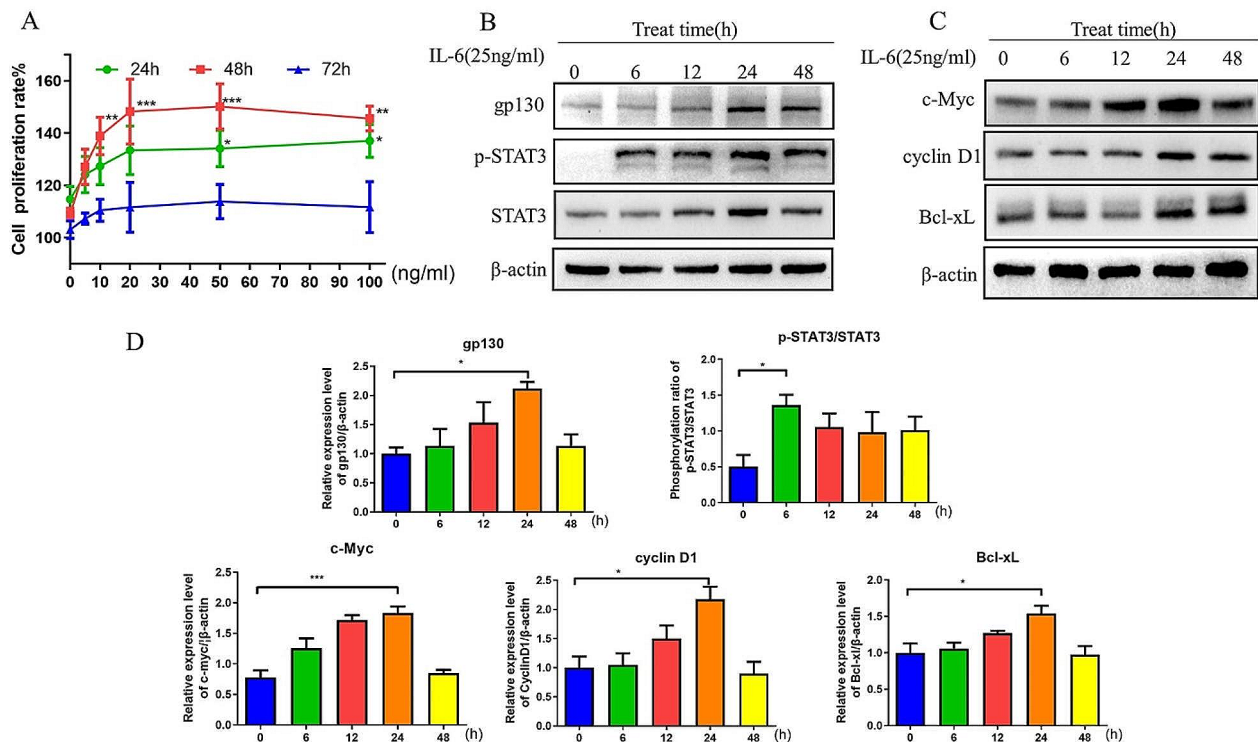 A
24h 48h 72h
Cell proliferation rate%
160
140
120
100
0 10 20 30 40 50 60 70 80 90 100 (ng/ml)
** *** *** **
* *
B
Treat time(h)
IL-6(25ng/ml)
0 6 12 24 48
gp130
p-STAT3
STAT3
β-actin
C
Treat time(h)
IL-6(25ng/ml)
0 6 12 24 48
c-Myc
cyclin D1
Bcl-xL
β-actin
D
gp130
Relative expression level
of gp130/β-actin
2.5
2.0
1.5
1.0
0.5
0.0
*
0 6 12 24 48 (h)
p-STAT3/STAT3
Phosphorylation ratio of
p-STAT3/STAT3
2.0
1.5
1.0
0.5
0.0
*
0 6 12 24 48 (h)
c-Myc
Relative expression level
of c-myc/¦β-actin
2.5
2.0
1.5
1.0
0.5
0.0
***
0 6 12 24 48 (h)
cyclin D1
Relative expression level
of CyclinD1/β-actin
2.5
2.0
1.5
1.0
0.5
0.0
*
0 6 12 24 48 (h)
Bcl-xL
Relative expression level
of Bcl-xl/β-actin
2.0
1.5
1.0
0.5
0.0
*
0 6 12 24 48 (h)